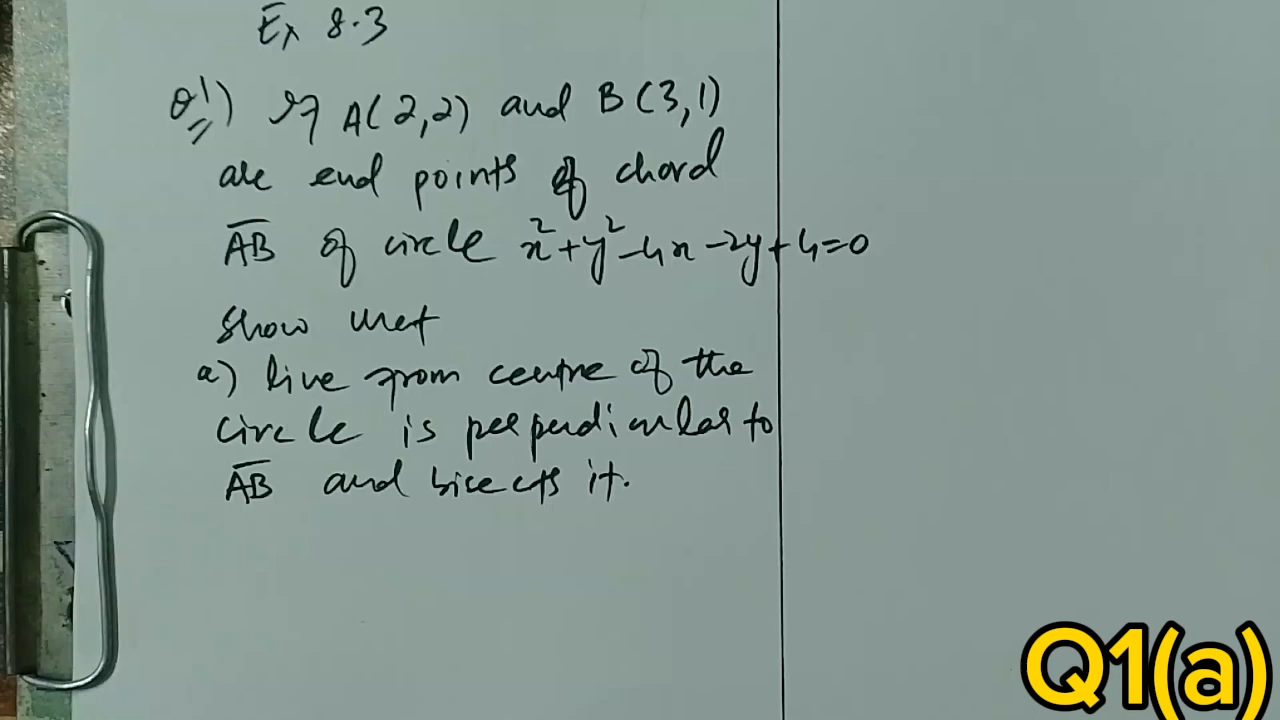 Ex 8.3
Q1) If A(2,2) and B(3,1)
are end points of chord
AB of circle x²+y²-4x-2y+4=0
show that
a) line from centre of the
circle is perpendicular to
AB and bisects it.
Q1(a)